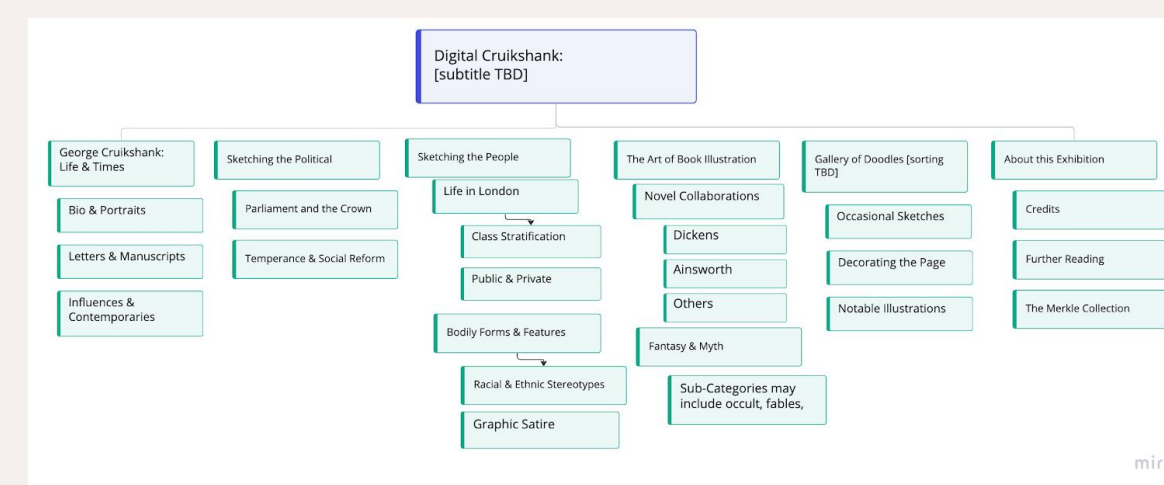 Digital Cruikshank:
[subtitle TBD]
George Cruikshank:
Life & Times
Bio & Portraits
Letters & Manuscripts
Influences &
Contemporaries
Sketching the Political
Parliament and the Crown
Temperance & Social Reform
Sketching the People
Life in London
Class Stratification
Public & Private
Bodily Forms & Features
Racial & Ethnic Stereotypes
Graphic Satire
The Art of Book Illustration
Novel Collaborations
Dickens
Ainsworth
Others
Fantasy & Myth
Sub-Categories may
include occult, fables,
Gallery of Doodles [sorting
TBD]
Occasional Sketches
Decorating the Page
Notable Illustrations
About this Exhibition
Credits
Further Reading
The Merkle Collection
mir